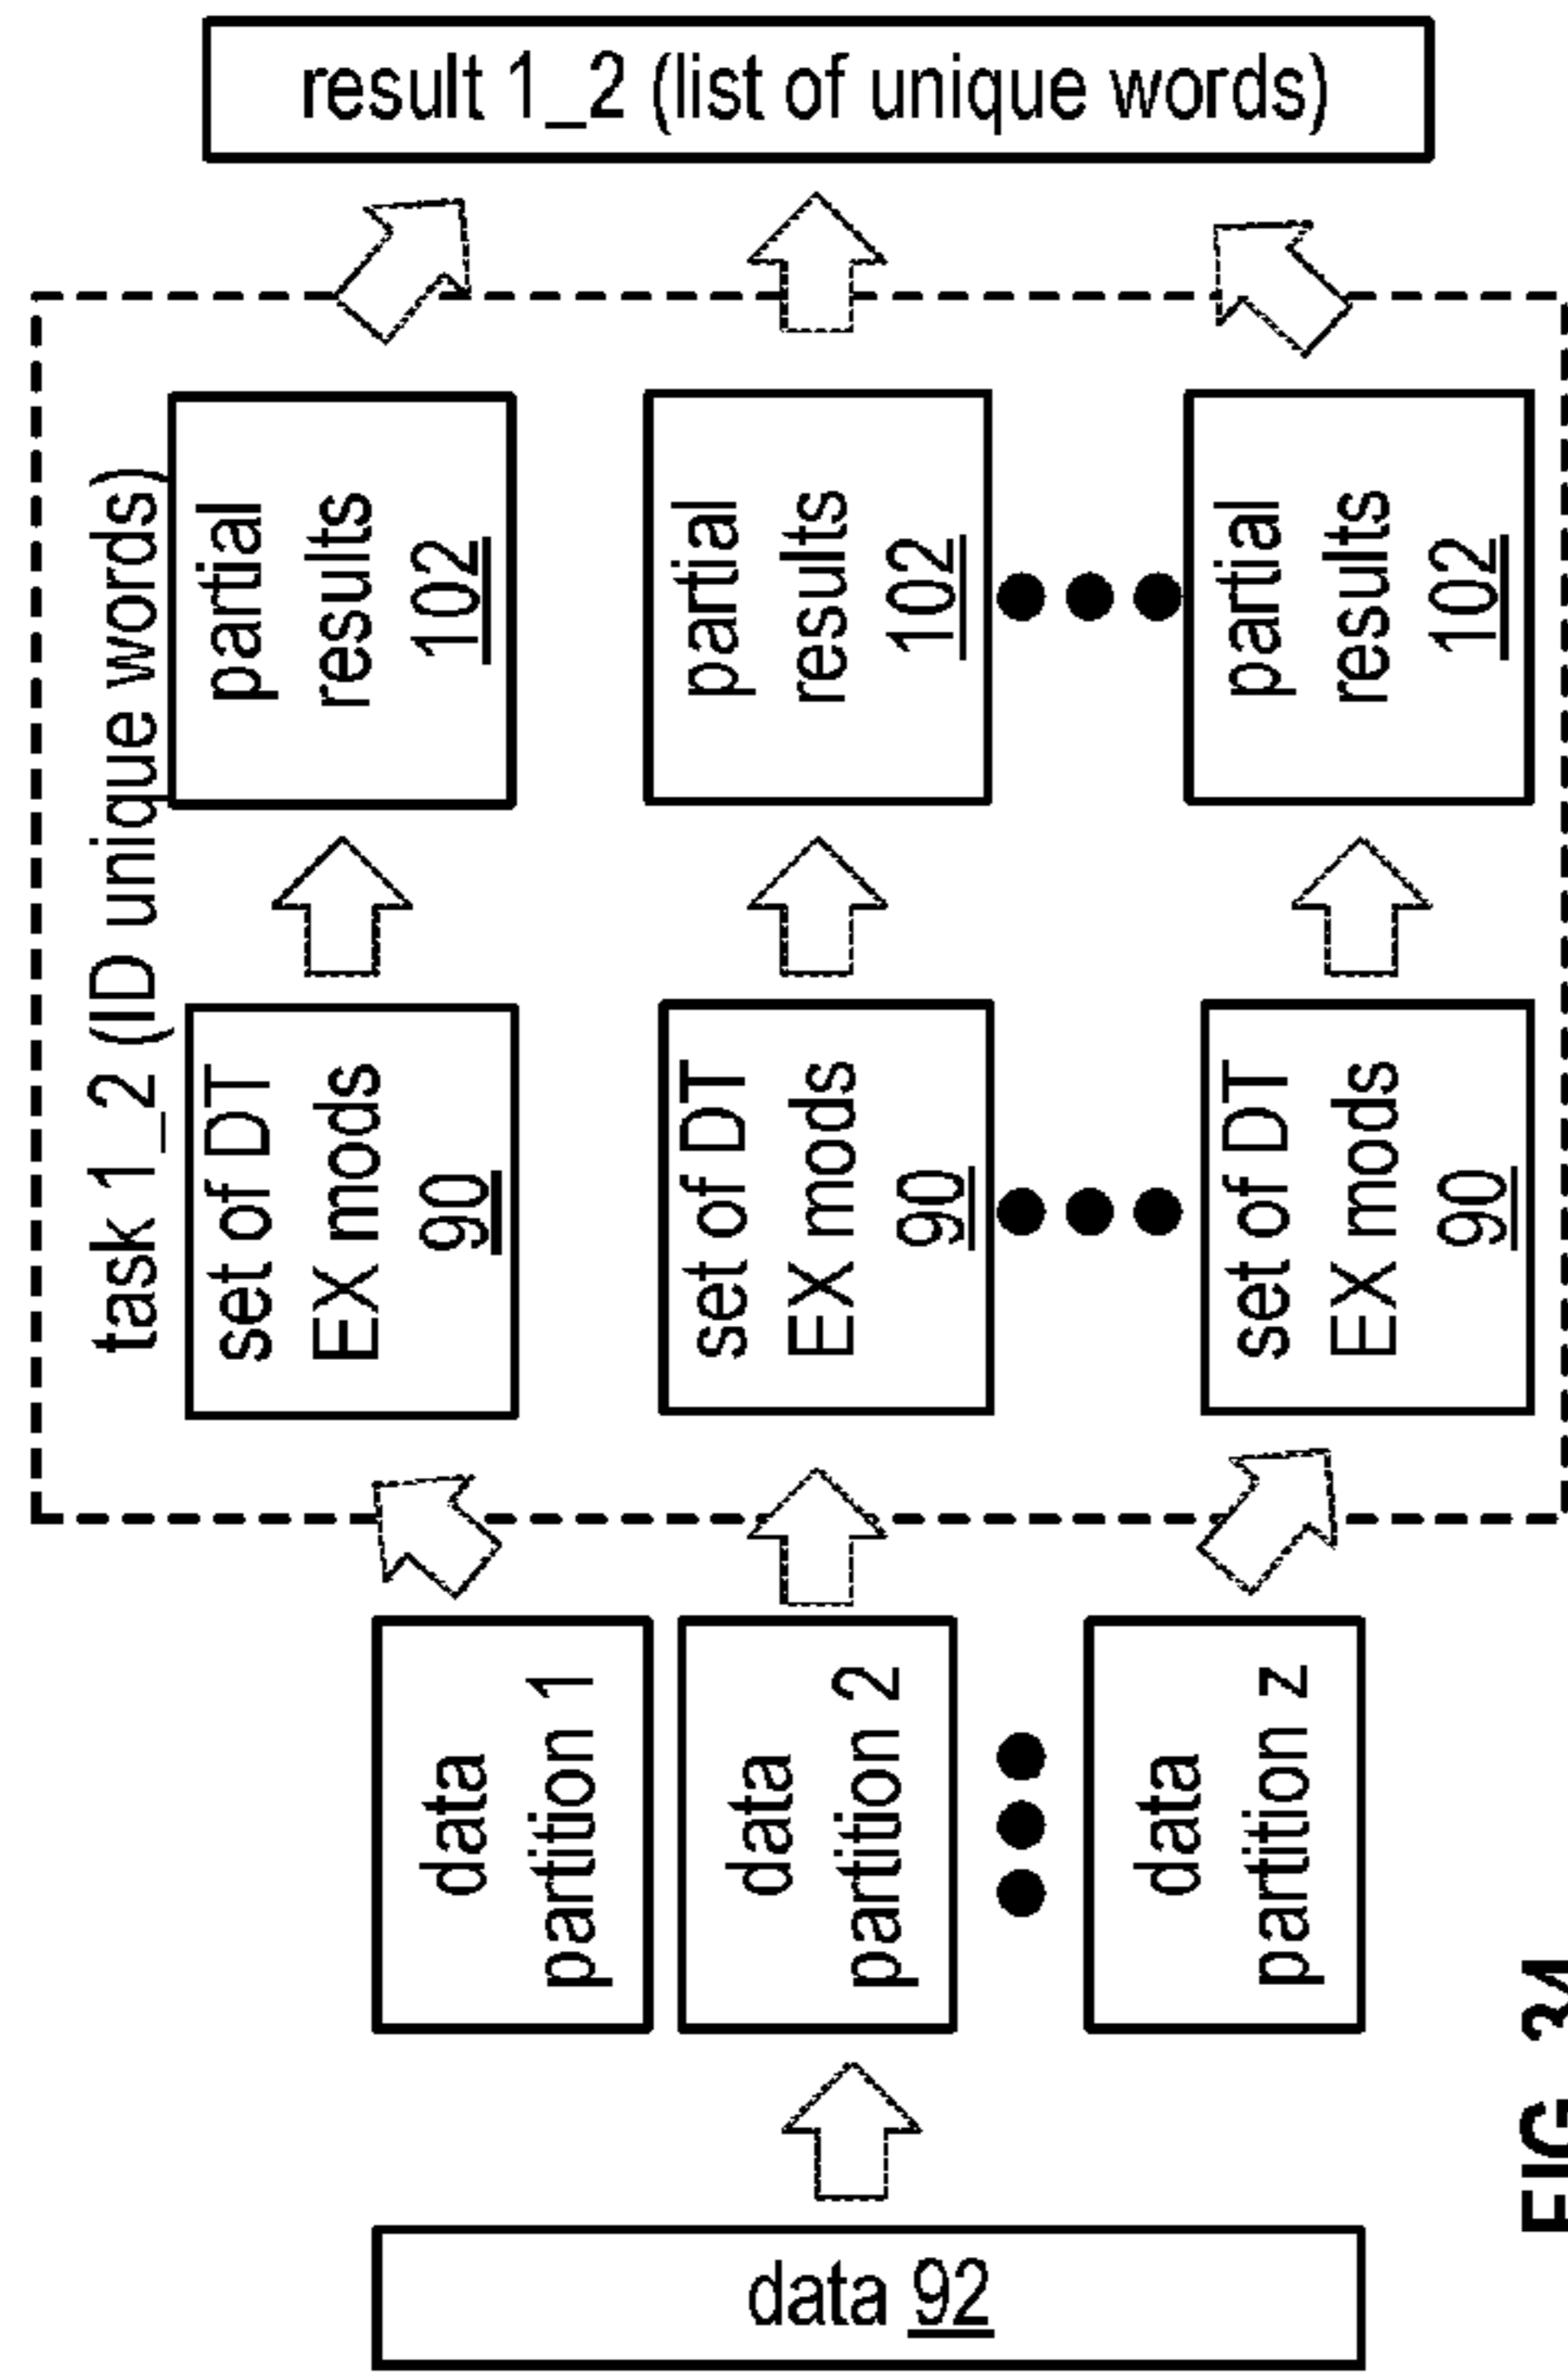 result 1_2 (list of unique words)
task 1_2 (ID unique words)
partial
results
102
partial
results
102
partial
results
102
set of DT
EX mods
90
set of DT
EX mods
90
set of DT
EX mods
90
data
partition 1
data
partition 2
data
partition z
data 92
FIG. 34